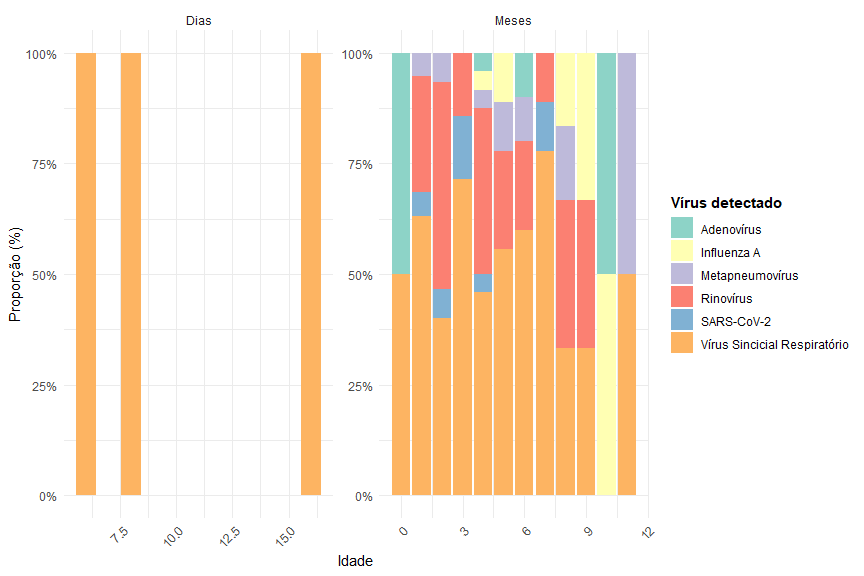 Dias
Meses
100%
75%
50%
25%
0%
100%
75%
50%
25%
0%
Proporção (%)
7.5
10.0
12.5
15.0
0
3
6
9
12
Idade
Vírus detectado
Adenovírus
Influenza A
Metapneumovírus
Rinovírus
SARS-CoV-2
Vírus Sincicial Respiratório